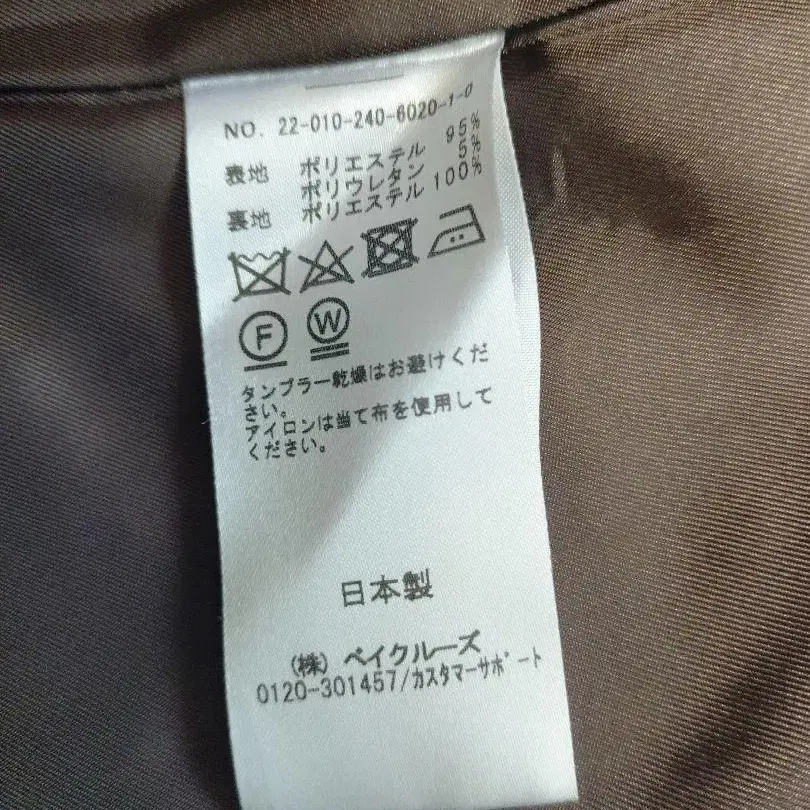 NO. 22-010-240-6020-1-0
表地 ポリエステル 95%
ポリウレタン 5%
裏地 ポリエステル 100%
F W
タンブラー乾燥はお避けくだ
さい。
アイロンは当て布を使用して
ください。
日本製
(株) ベイクルーズ
0120-301457/カスタマーサポート